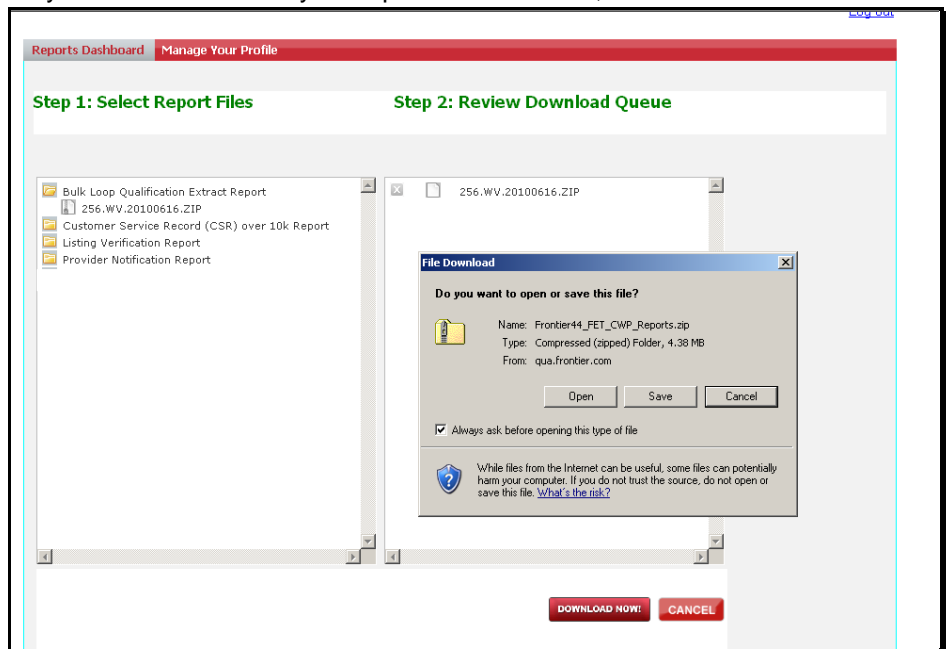 Log out
Reports Dashboard Manage Your Profile
Step 1: Select Report Files Step 2: Review Download Queue
Bulk Loop Qualification Extract Report
256.WV.20100616.ZIP
Customer Service Record (CSR) over 10k Report
Listing Verification Report
Provider Notification Report
256.WV.20100616.ZIP
File Download
Do you want to open or save this file?
Name: Frontier44_FET_CWP_Reports.zip
Type: Compressed (zipped) Folder, 4.38 MB
From: qua.frontier.com
Open Save Cancel
Always ask before opening this type of file
While files from the Internet can be useful, some files can potentially
harm your computer. If you do not trust the source, do not open or
save this file. What's the risk?
DOWNLOAD NOW! CANCEL